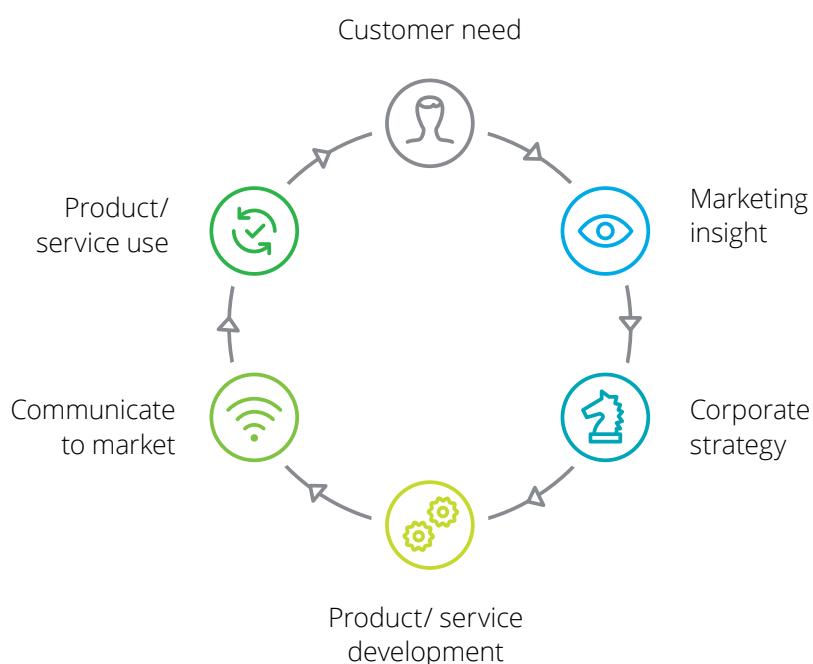 Customer need
Marketing
insight
Corporate
strategy
Product/ service
development
Communicate
to market
Product/
service use